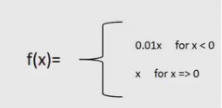 f(x)=
0.01x for x < 0
x for x => 0